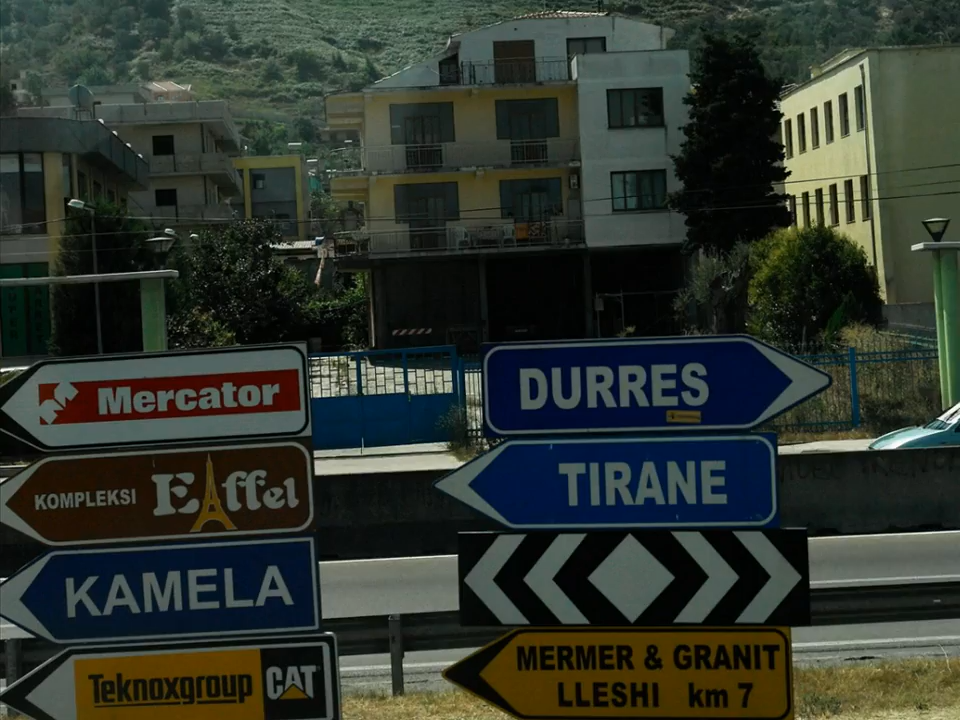 Mercator
KOMPLEKSI Eiffel
KAMELA
Teknoxgroup CAT
DURRES
TIRANE
MERMER & GRANIT
LLESHI km 7